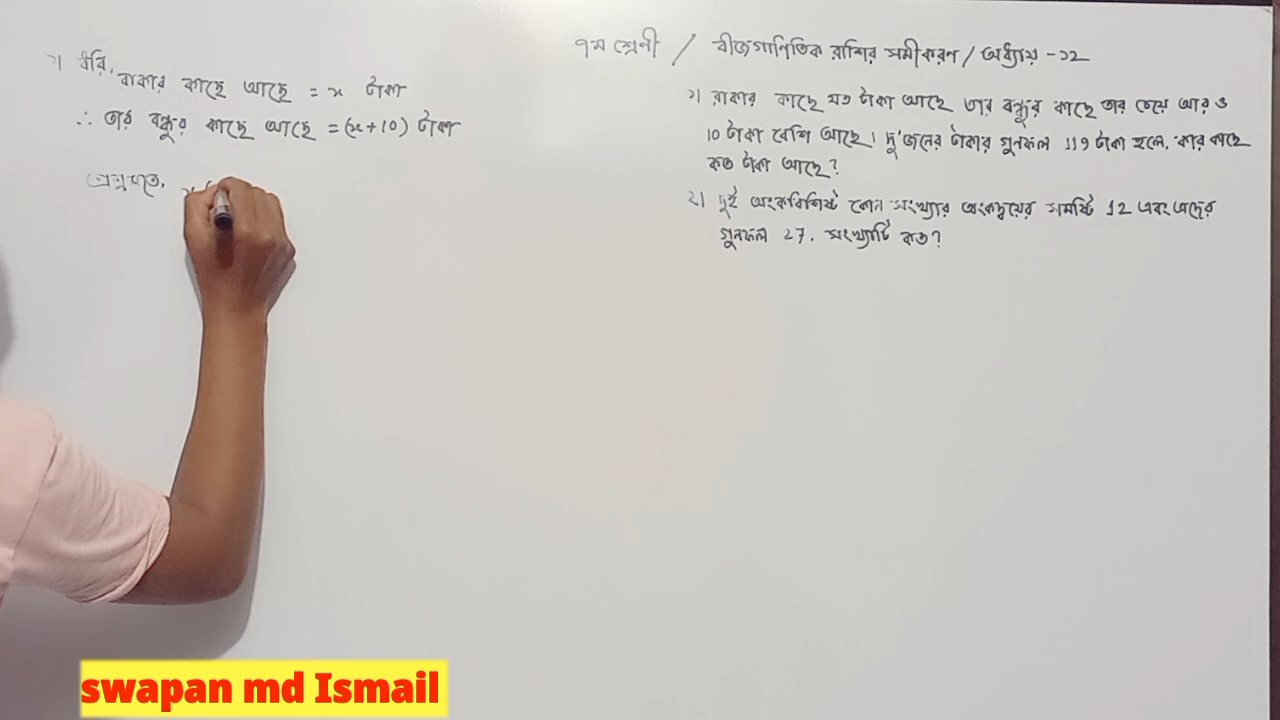 ১। ধরি,
রাকার কাছে আছে = x টাকা
∴ তার বন্ধুর কাছে আছে = (x+10) টাকা
প্রশ্নমতে, x (
৭ম শ্রেণী / বীজগাণিতিক রাশির সমীকরণ / অধ্যায় - ১২
১। রাকার কাছে যত টাকা আছে তার বন্ধুর কাছে তার চেয়ে আরও
10 টাকা বেশি আছে। দু'জনের টাকার গুনফল 119 টাকা হলে, কার কাছে
কত টাকা আছে?
২। দুই অংকবিশিষ্ট কোন সংখ্যার অংকদ্বয়ের সমষ্টি 12 এবং এদের
গুনফল 27. সংখ্যাটি কত?
swapan md Ismail